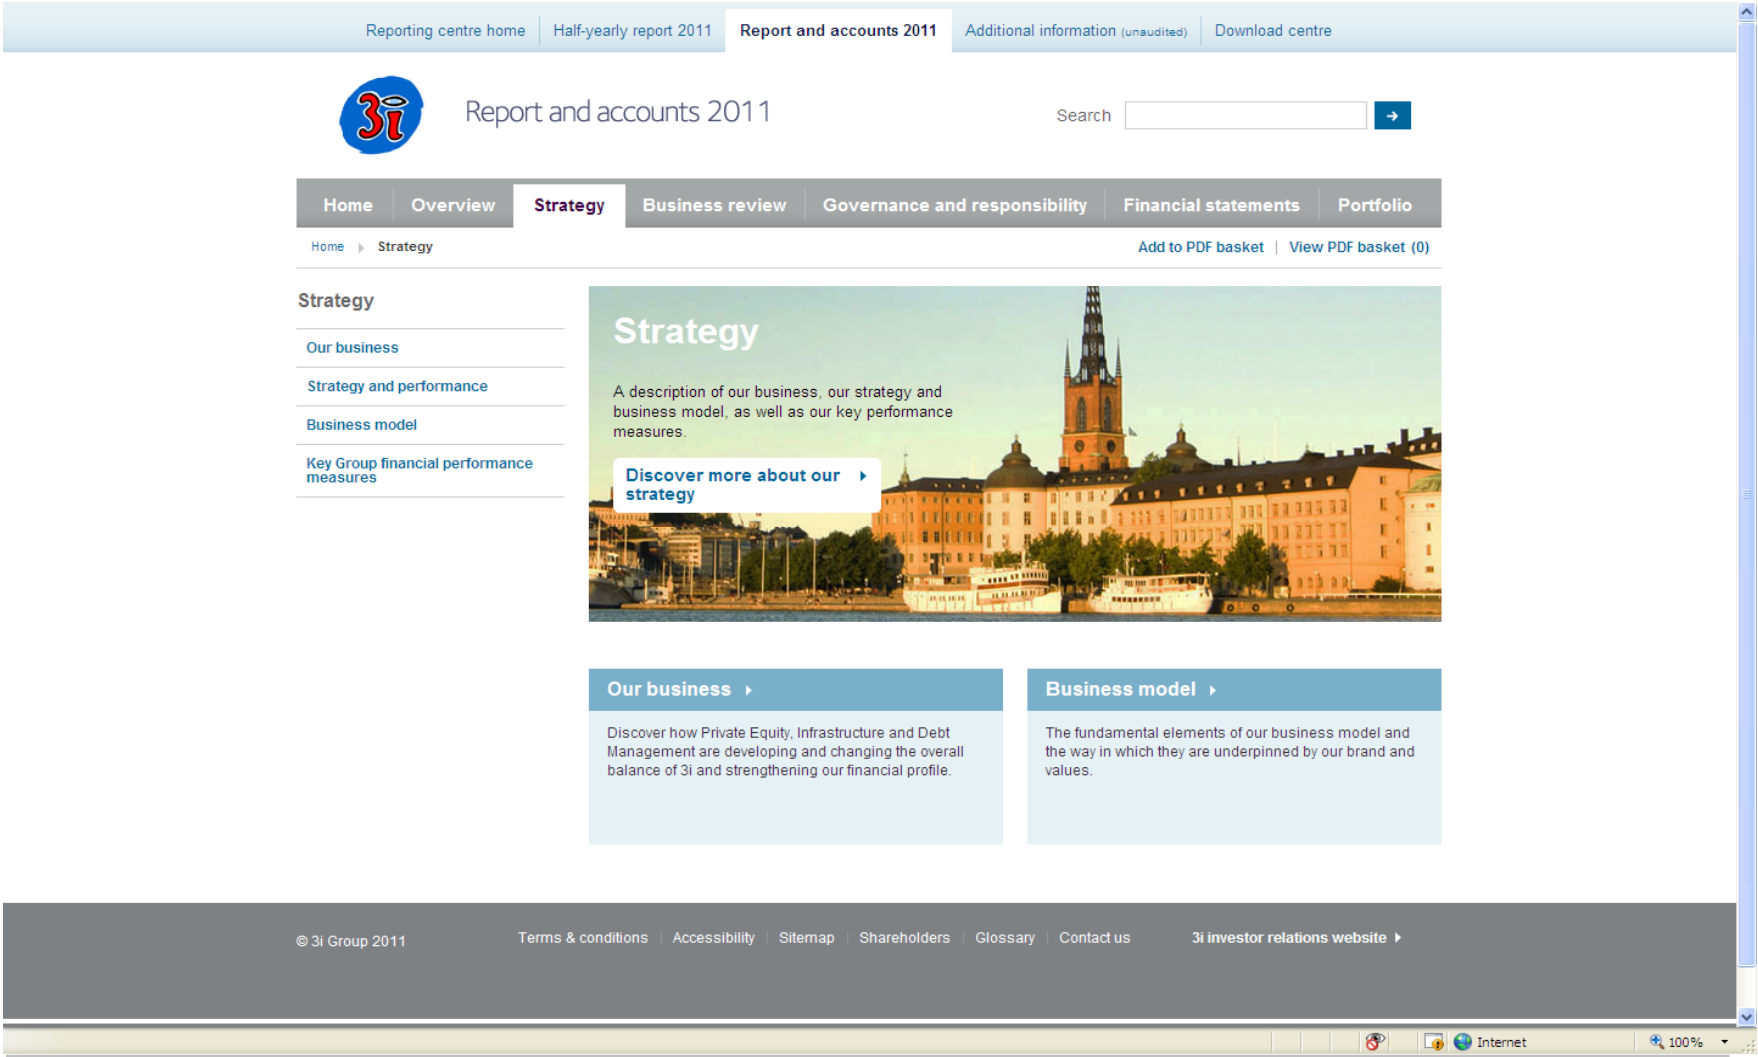 Reporting centre home
Half-yearly report 2011
Report and accounts 2011
Additional information (unaudited)
Download centre
3i
Report and accounts 2011
Search
Home
Overview
Strategy
Business review
Governance and responsibility
Financial statements
Portfolio
Home
Strategy
Add to PDF basket
View PDF basket (0)
Strategy
Our business
Strategy and performance
Business model
Key Group financial performance
measures
Strategy
A description of our business, our strategy and
business model, as well as our key performance
measures.
Discover more about our
strategy
Our business
Discover how Private Equity, Infrastructure and Debt
Management are developing and changing the overall
balance of 3i and strengthening our financial profile.
Business model
The fundamental elements of our business model and
the way in which they are underpinned by our brand and
values.
© 3i Group 2011
Terms & conditions
Accessibility
Sitemap
Shareholders
Glossary
Contact us
3i investor relations website
Internet
100%